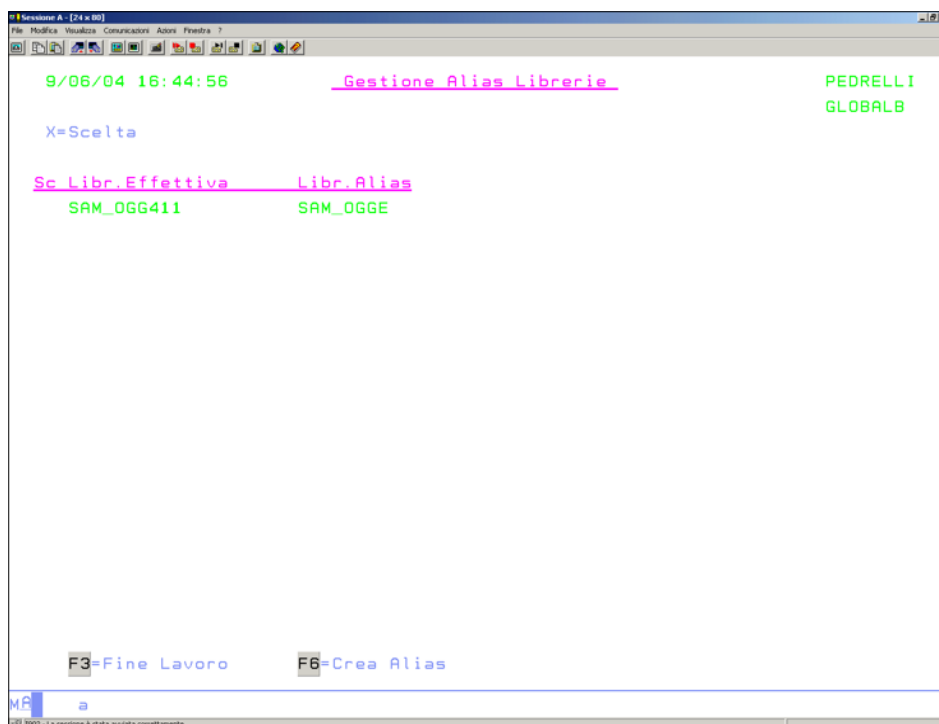 Sessione A - [24 x 80]
File Modifica Visualizza Comunicazioni Azioni Finestra ?
9/06/04 16:44:56 Gestione Alias Librerie PEDRELLI
GLOBALB
X=Scelta
Sc Libr.Effettiva Libr.Alias
SAM_OGG411 SAM_OGGE
F3=Fine Lavoro F6=Crea Alias
MA a